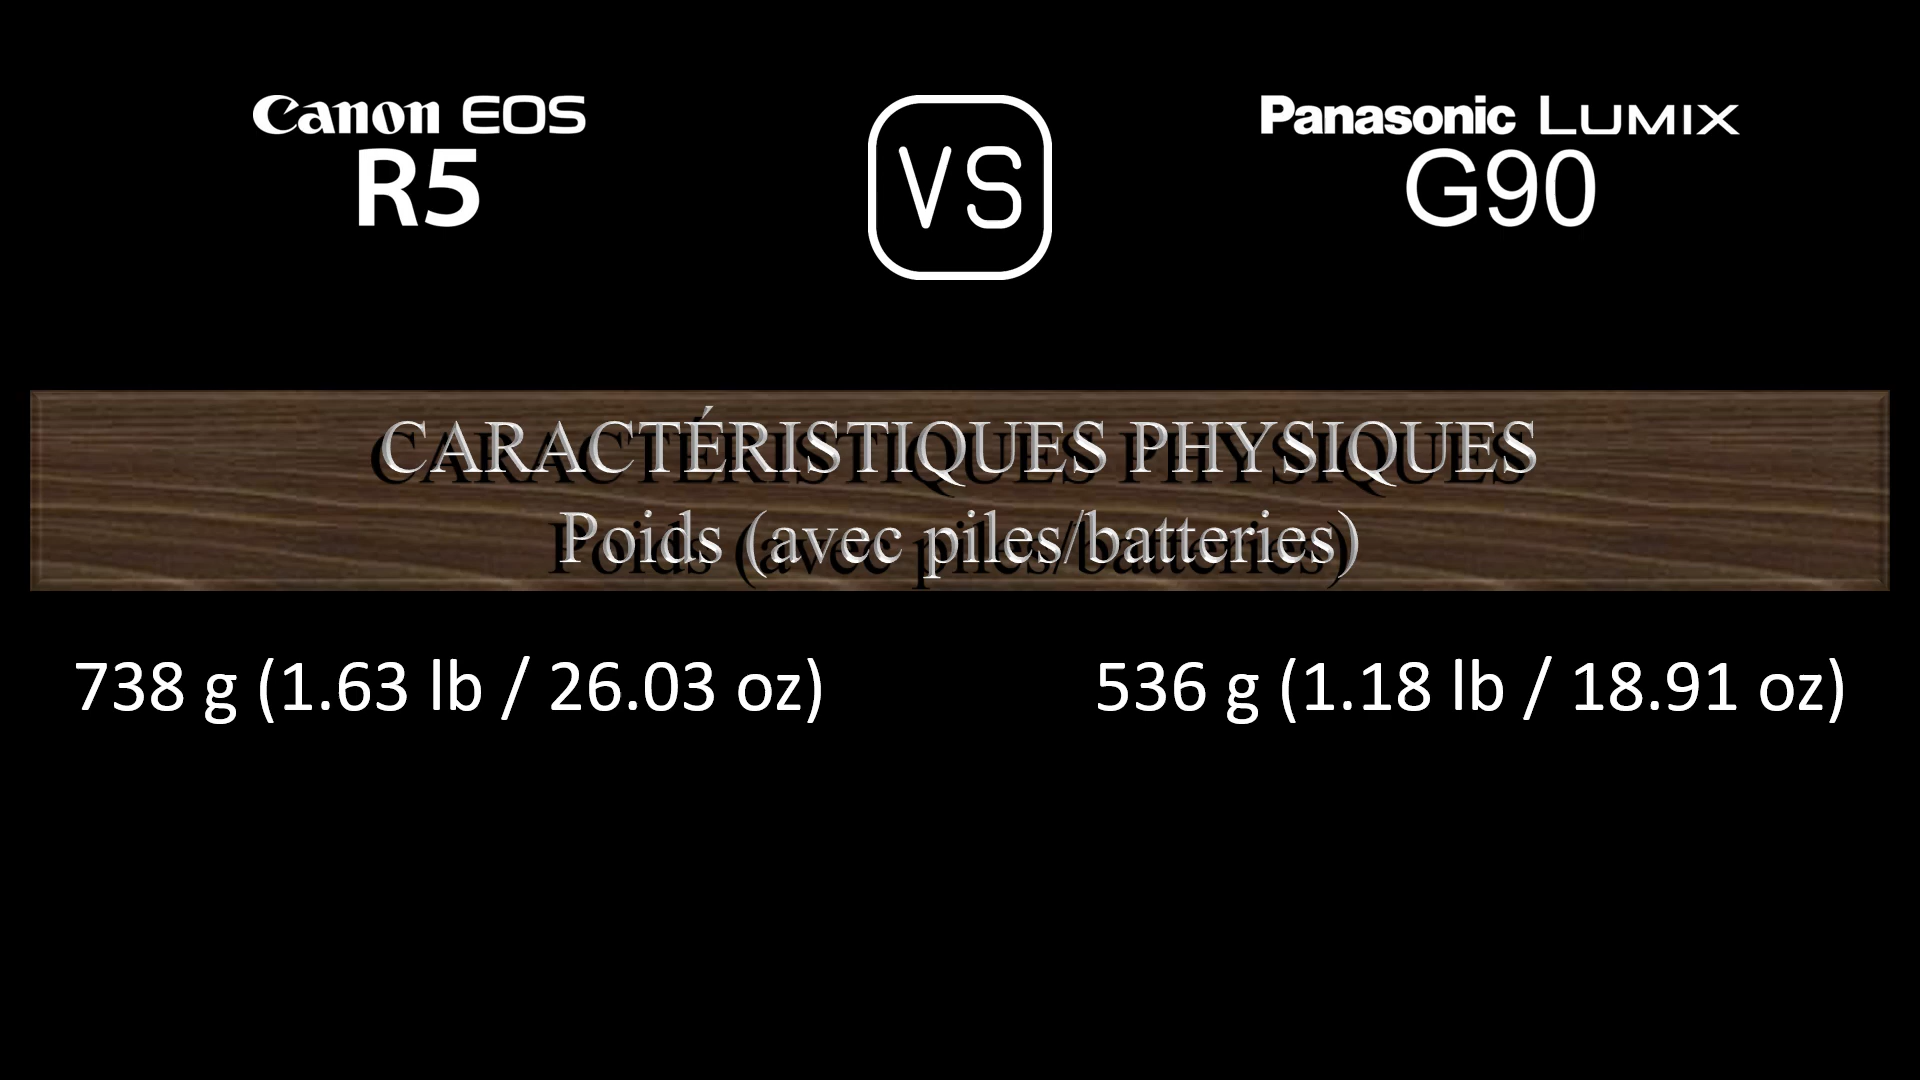 Canon EOS
R5
VS
Panasonic LUMIX
G90
CARACTÉRISTIQUES PHYSIQUES
Poids (avec piles/batteries)
738 g (1.63 lb / 26.03 oz)
536 g (1.18 lb / 18.91 oz)